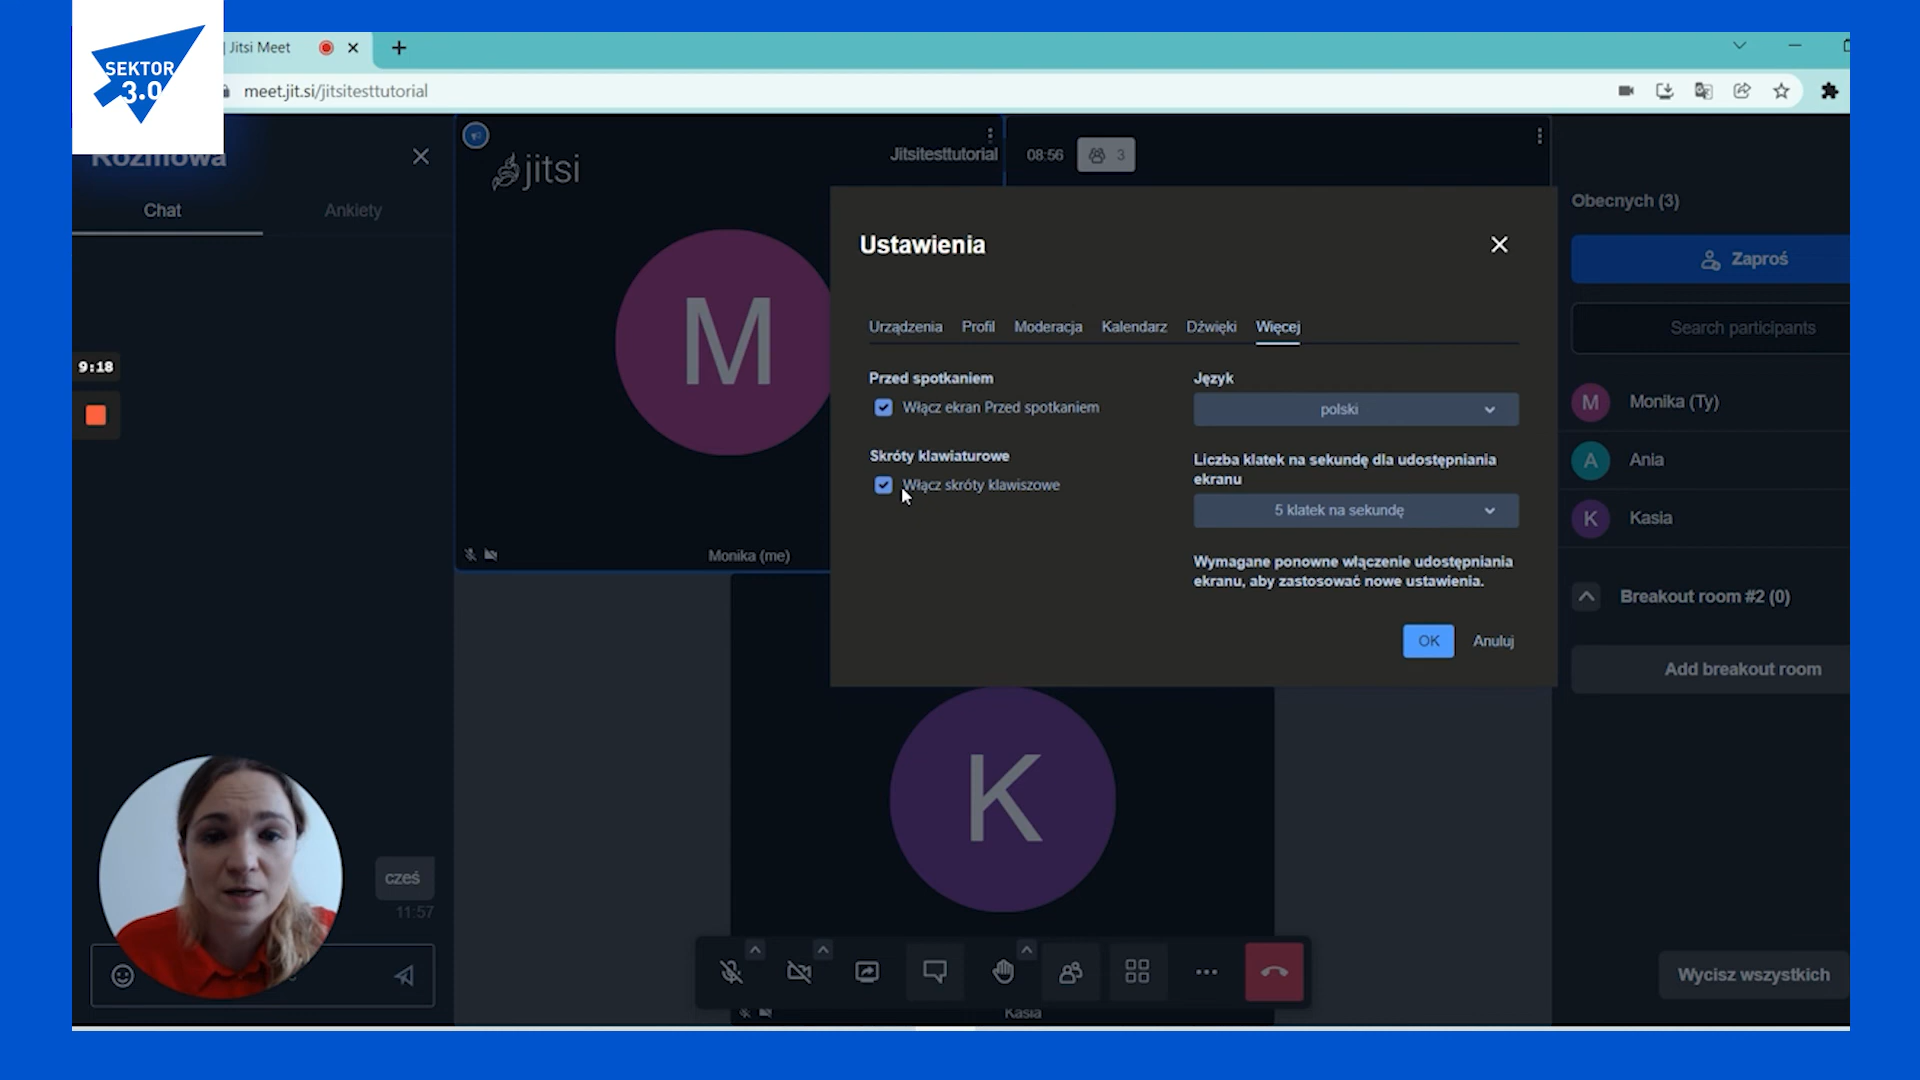 SEKTOR
3.0
Jitsi Meet
meet.jit.si/jitsitesttutorial
Rozmowa
Chat
Ankiety
9:18
jitsi
Jitsitesttutorial
08:56
3
M
Monika (me)
Ustawienia
Urządzenia
Profil
Moderacja
Kalendarz
Dźwięki
Więcej
Przed spotkaniem
Włącz ekran Przed spotkaniem
Skróty klawiaturowe
Włącz skróty klawiszowe
Język
polski
Liczba klatek na sekundę dla udostępniania
ekranu
5 klatek na sekundę
Wymagane ponowne włączenie udostępniania
ekranu, aby zastosować nowe ustawienia.
OK
Anuluj
Obecnych (3)
Zaproś
Search participants
M
Monika (Ty)
A
Ania
K
Kasia
Breakout room #2 (0)
Add breakout room
Wycisz wszystkich
K
Kasia
cześ
11:57